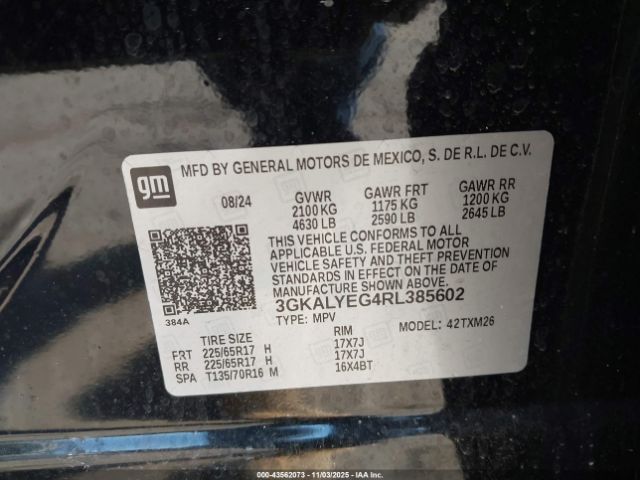 gm
MFD BY GENERAL MOTORS DE MEXICO, S. DE R.L. DE C.V.
08/24 GVWR GAWR FRT GAWR RR
2100 KG 1175 KG 1200 KG
4630 LB 2590 LB 2645 LB
THIS VEHICLE CONFORMS TO ALL
APPLICABLE U.S. FEDERAL MOTOR
VEHICLE SAFETY AND THEFT PREVENTION
STANDARDS IN EFFECT ON THE DATE OF
MANUFACTURE SHOWN ABOVE.
3GKALYEG4RL385602
384A
TYPE: MPV MODEL: 42TXM26
TIRE SIZE RIM
FRT 225/65R17 H 17X7J
RR 225/65R17 H 17X7J
SPA T135/70R16 M 16X4BT
000-43562073 - 11/03/2025 - IAAI.COM